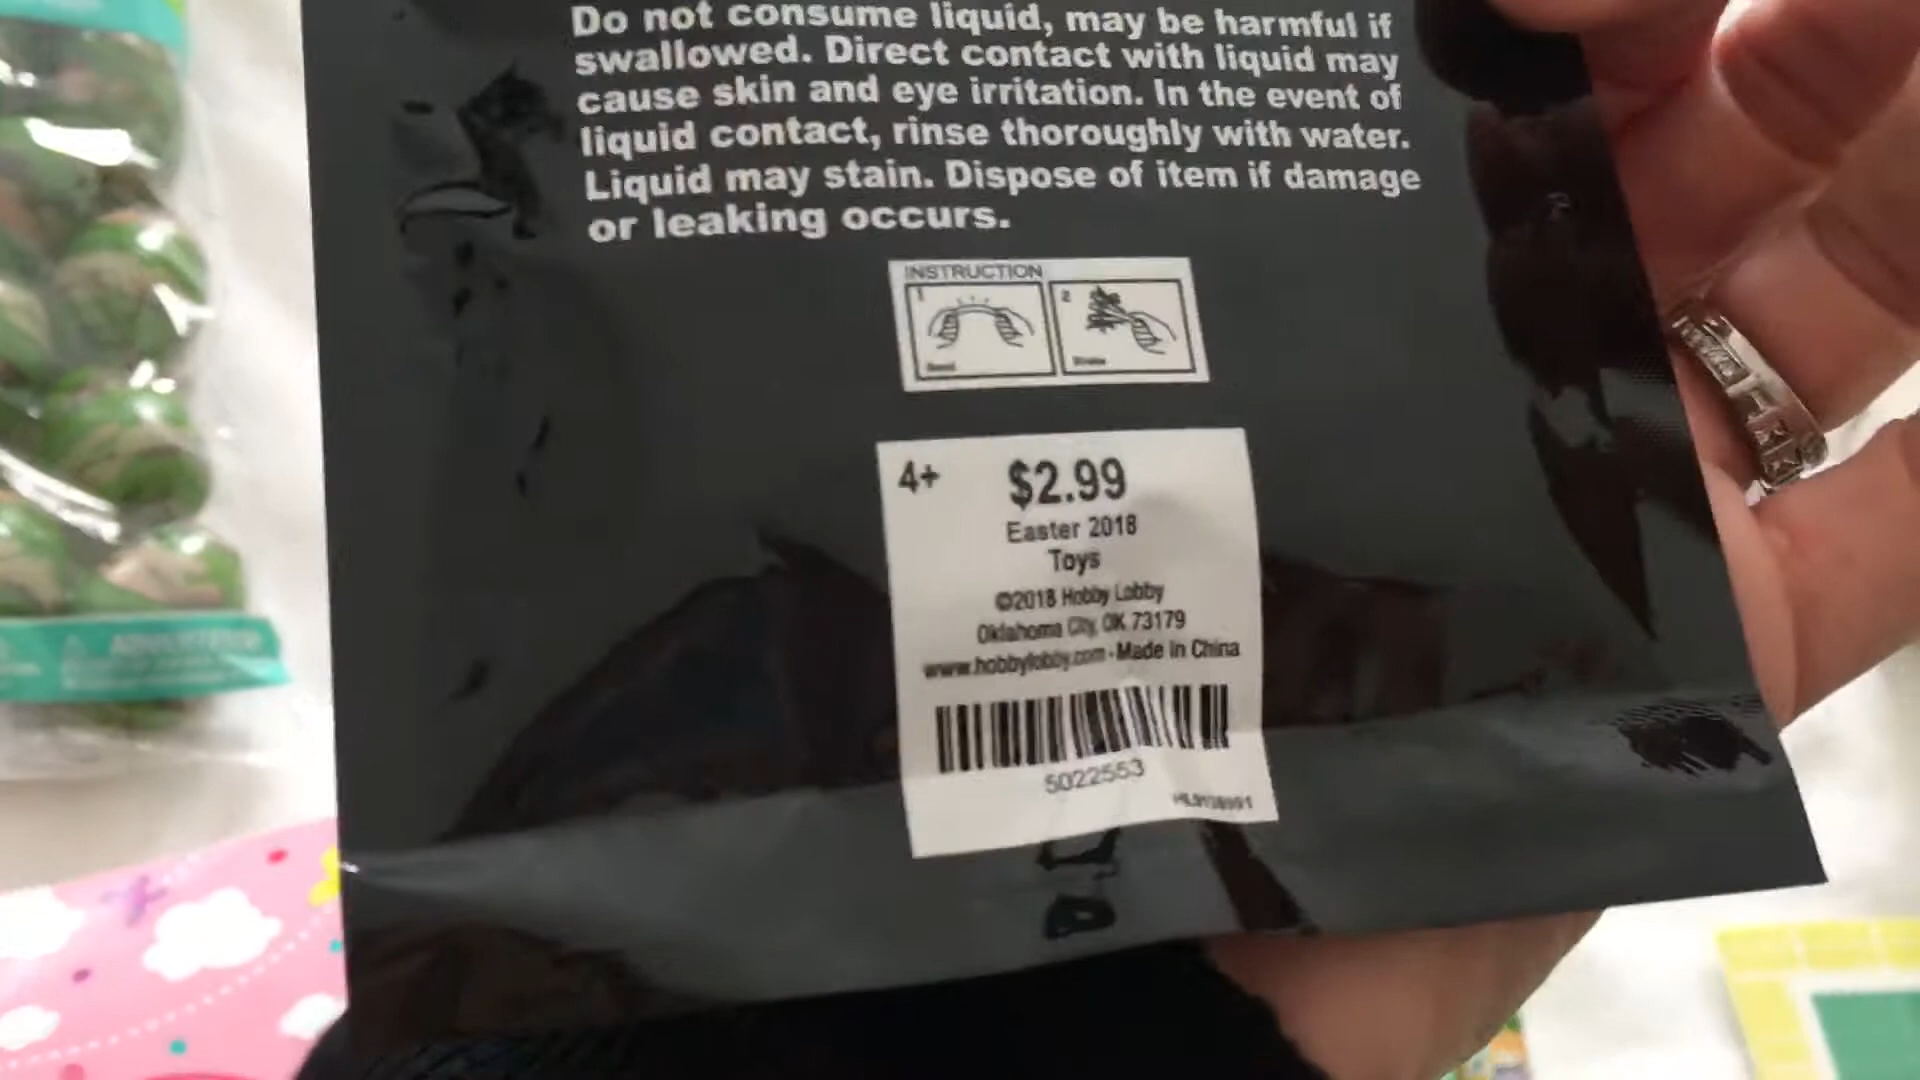 Do not consume liquid, may be harmful if
swallowed. Direct contact with liquid may
cause skin and eye irritation. In the event of
liquid contact, rinse thoroughly with water.
Liquid may stain. Dispose of item if damage
or leaking occurs.
INSTRUCTION
1
2
4+
$2.99
Easter 2018
Toys
©2018 Hobby Lobby
Oklahoma City, OK 73179
www.hobbylobby.com - Made in China
5022553